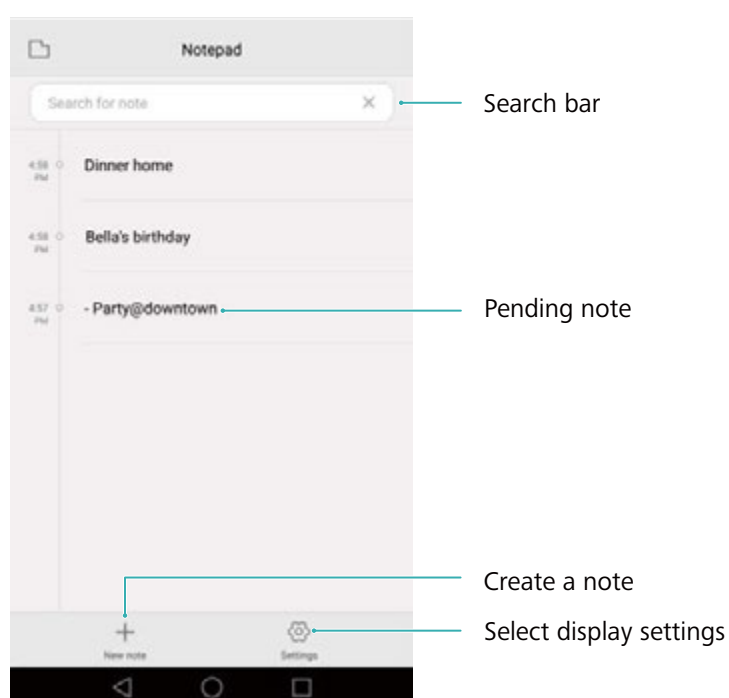 Notepad
Search for note
Search bar
4:58 PM
Dinner home
4:58 PM
Bella's birthday
4:57 PM
- Party@downtown
Pending note
Create a note
Select display settings
New note
Settings